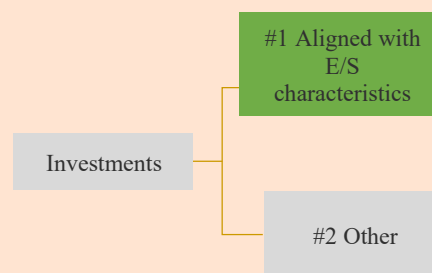 #1 Aligned with
E/S
characteristics
Investments
#2 Other